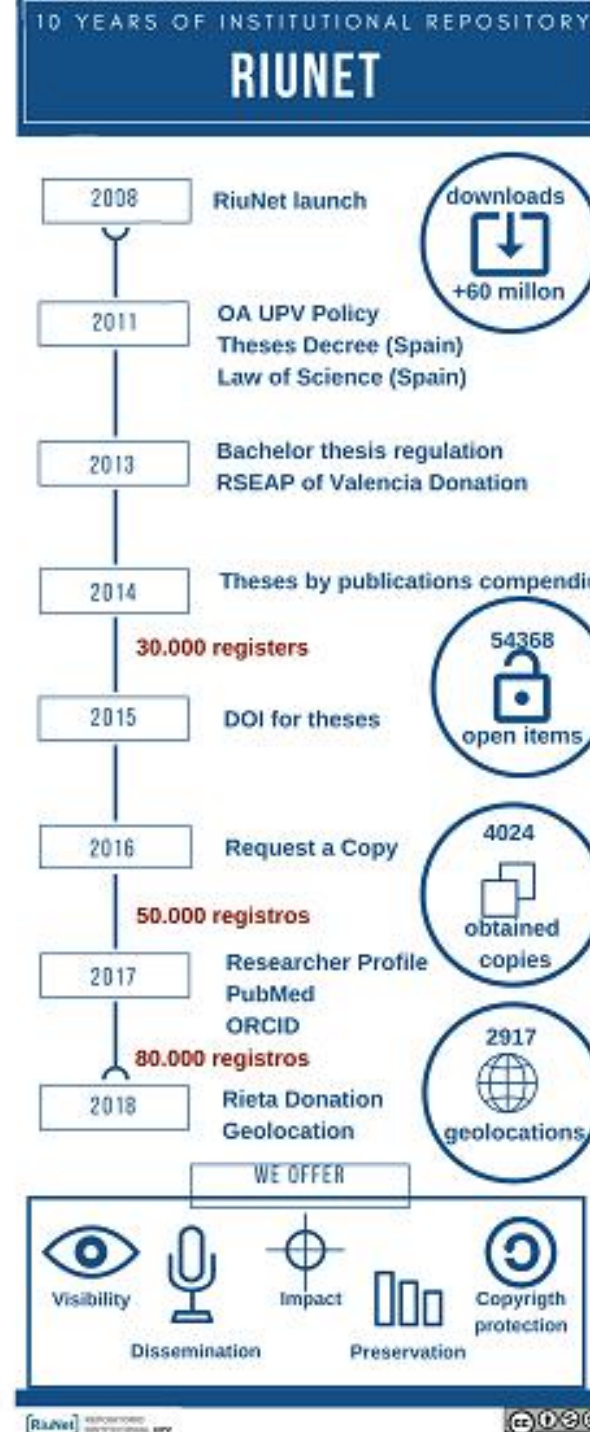 10 YEARS OF INSTITUTIONAL REPOSITORY
RIUNET
2008
RiuNet launch
downloads
+60 millon
2011
OA UPV Policy
Theses Decree (Spain)
Law of Science (Spain)
2013
Bachelor thesis regulation
RSEAP of Valencia Donation
2014
Theses by publications compendi
30.000 registers
54368
open items
2015
DOI for theses
2016
Request a Copy
4024
obtained
copies
50.000 registros
2017
Researcher Profile
PubMed
ORCID
80.000 registros
2917
geolocations
2018
Rieta Donation
Geolocation
WE OFFER
Visibility
Dissemination
Impact
Preservation
Copyrigth
protection
[RiuNet] REPOSITORIO
INSTITUCIONAL UPV
cc